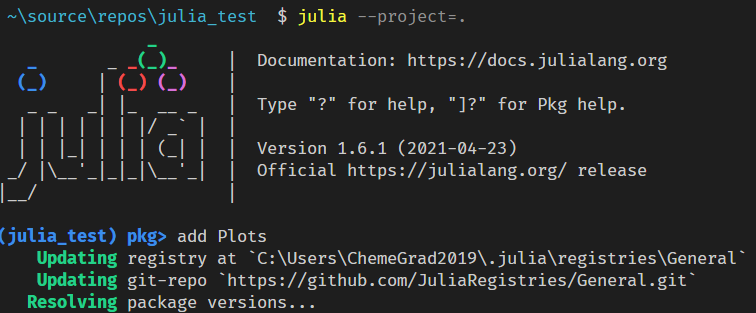 ~\source\repos\julia_test $ julia --project=.
Documentation: https://docs.julialang.org
Type "?" for help, "]?" for Pkg help.
Version 1.6.1 (2021-04-23)
Official https://julialang.org/ release
(julia_test) pkg> add Plots
Updating registry at `C:\Users\ChemeGrad2019\.julia\registries\General`
Updating git-repo `https://github.com/JuliaRegistries/General.git`
Resolving package versions...